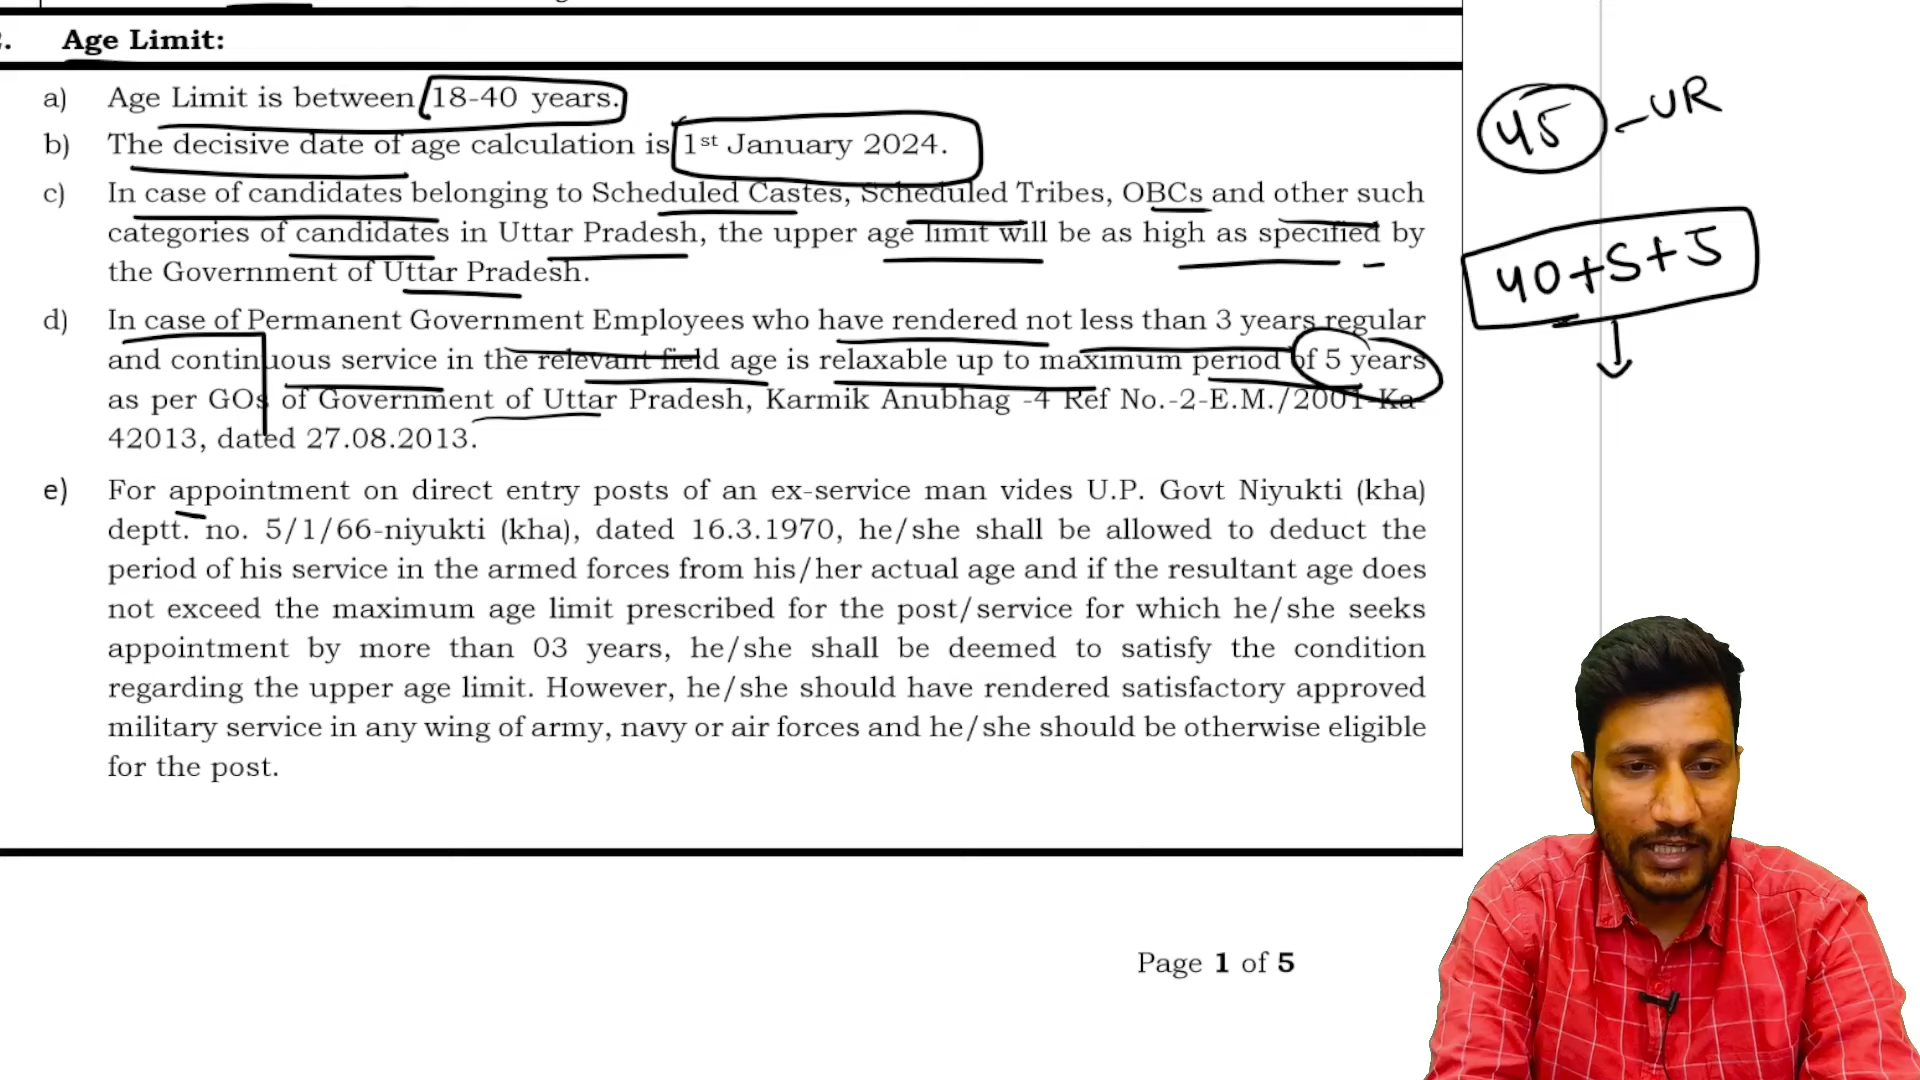 Age Limit:
a) Age Limit is between 18-40 years.
b) The decisive date of age calculation is 1st January 2024.
c) In case of candidates belonging to Scheduled Castes, Scheduled Tribes, OBCs and other such
categories of candidates in Uttar Pradesh, the upper age limit will be as high as specified by
the Government of Uttar Pradesh.
d) In case of Permanent Government Employees who have rendered not less than 3 years regular
and continuous service in the relevant field age is relaxable up to maximum period of 5 years
as per GOs of Government of Uttar Pradesh, Karmik Anubhag -4 Ref No.-2-E.M./2001-Ka-
42013, dated 27.08.2013.
e) For appointment on direct entry posts of an ex-service man vides U.P. Govt Niyukti (kha)
deptt. no. 5/1/66-niyukti (kha), dated 16.3.1970, he/she shall be allowed to deduct the
period of his service in the armed forces from his/her actual age and if the resultant age does
not exceed the maximum age limit prescribed for the post/service for which he/she seeks
appointment by more than 03 years, he/she shall be deemed to satisfy the condition
regarding the upper age limit. However, he/she should have rendered satisfactory approved
military service in any wing of army, navy or air forces and he/she should be otherwise eligible
for the post.
Page 1 of 5
45 - UR
40+5+5